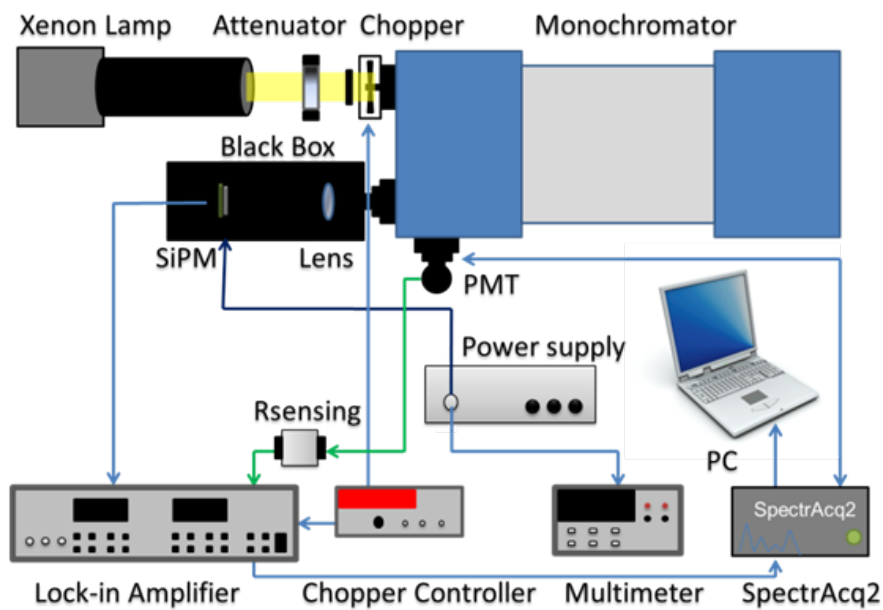 Xenon Lamp Attenuator Chopper Monochromator
Black Box
SiPM Lens PMT
Power supply
Rsensing
PC
SpectrAcq2
Lock-in Amplifier Chopper Controller Multimeter SpectrAcq2